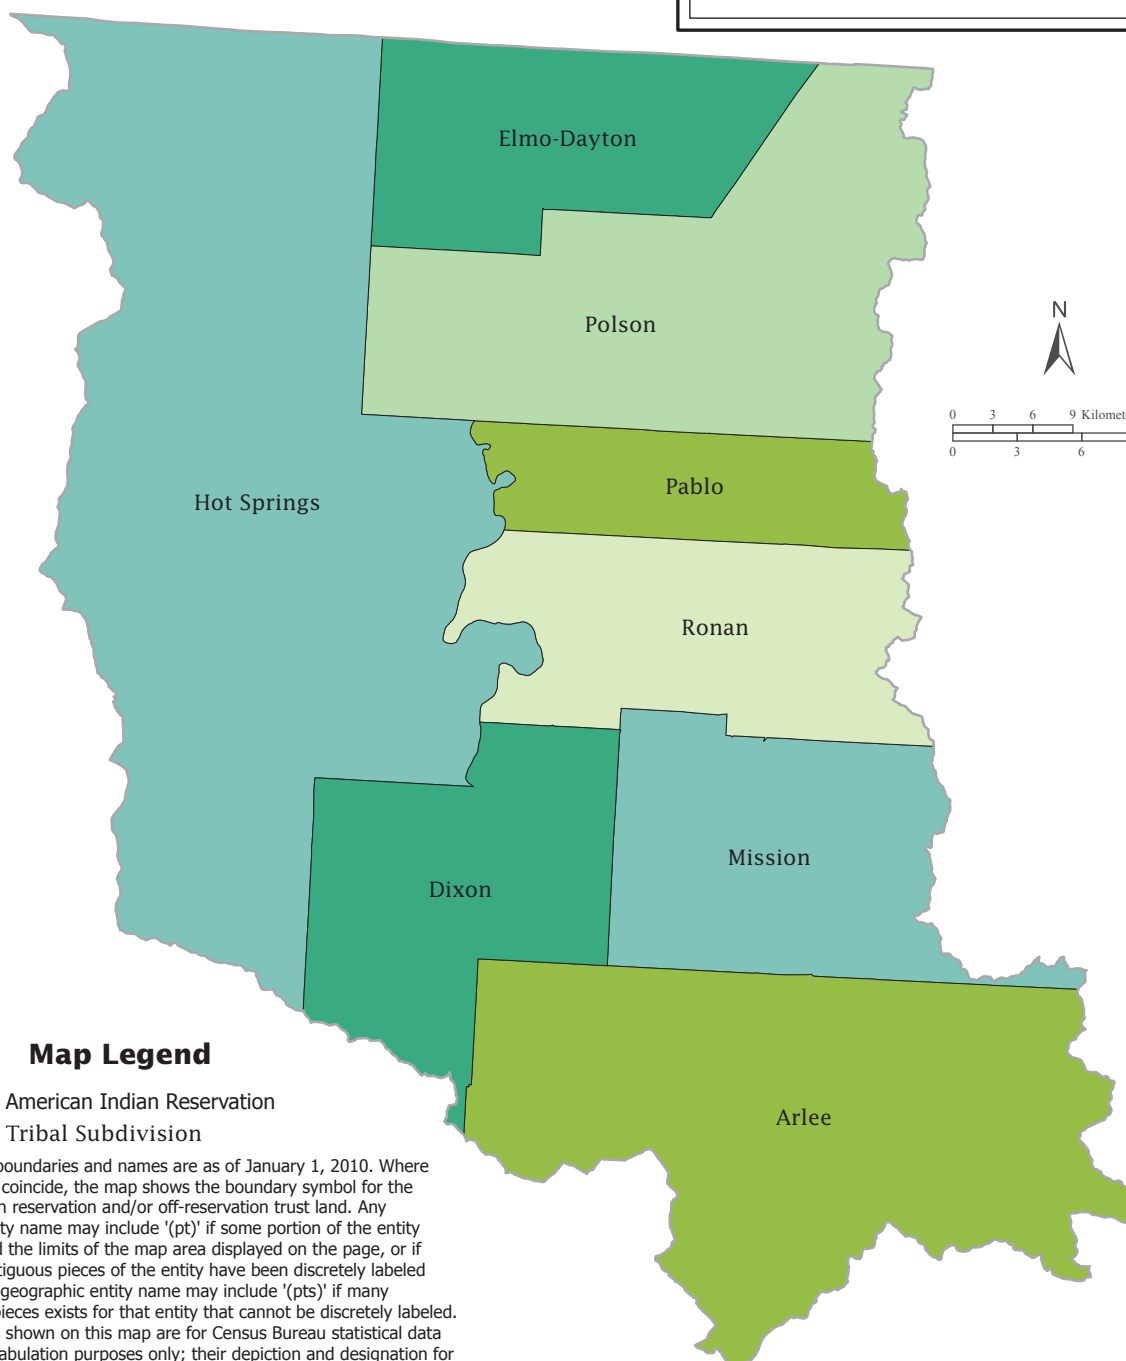 Elmo-Dayton
Polson
N
0 3 6 9 Kilomet
0 3 6
Pablo
Hot Springs
Ronan
Mission
Dixon
Arlee
Map Legend
American Indian Reservation
Tribal Subdivision
boundaries and names are as of January 1, 2010. Where
coincide, the map shows the boundary symbol for the
n reservation and/or off-reservation trust land. Any
ty name may include '(pt)' if some portion of the entity
d the limits of the map area displayed on the page, or if
tiguous pieces of the entity have been discretely labeled
geographic entity name may include '(pts)' if many
pieces exists for that entity that cannot be discretely labeled.
s shown on this map are for Census Bureau statistical data
abulation purposes only; their depiction and designation for